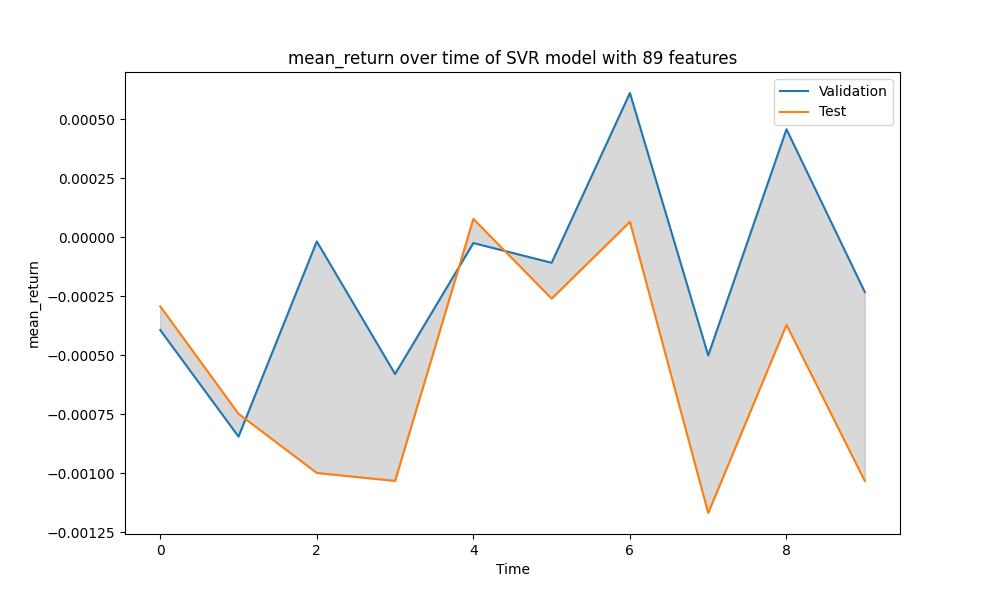 mean_return over time of SVR model with 89 features
Validation
Test
0.00050
0.00025
0.00000
−0.00025
−0.00050
−0.00075
−0.00100
−0.00125
mean_return
0 2 4 6 8
Time